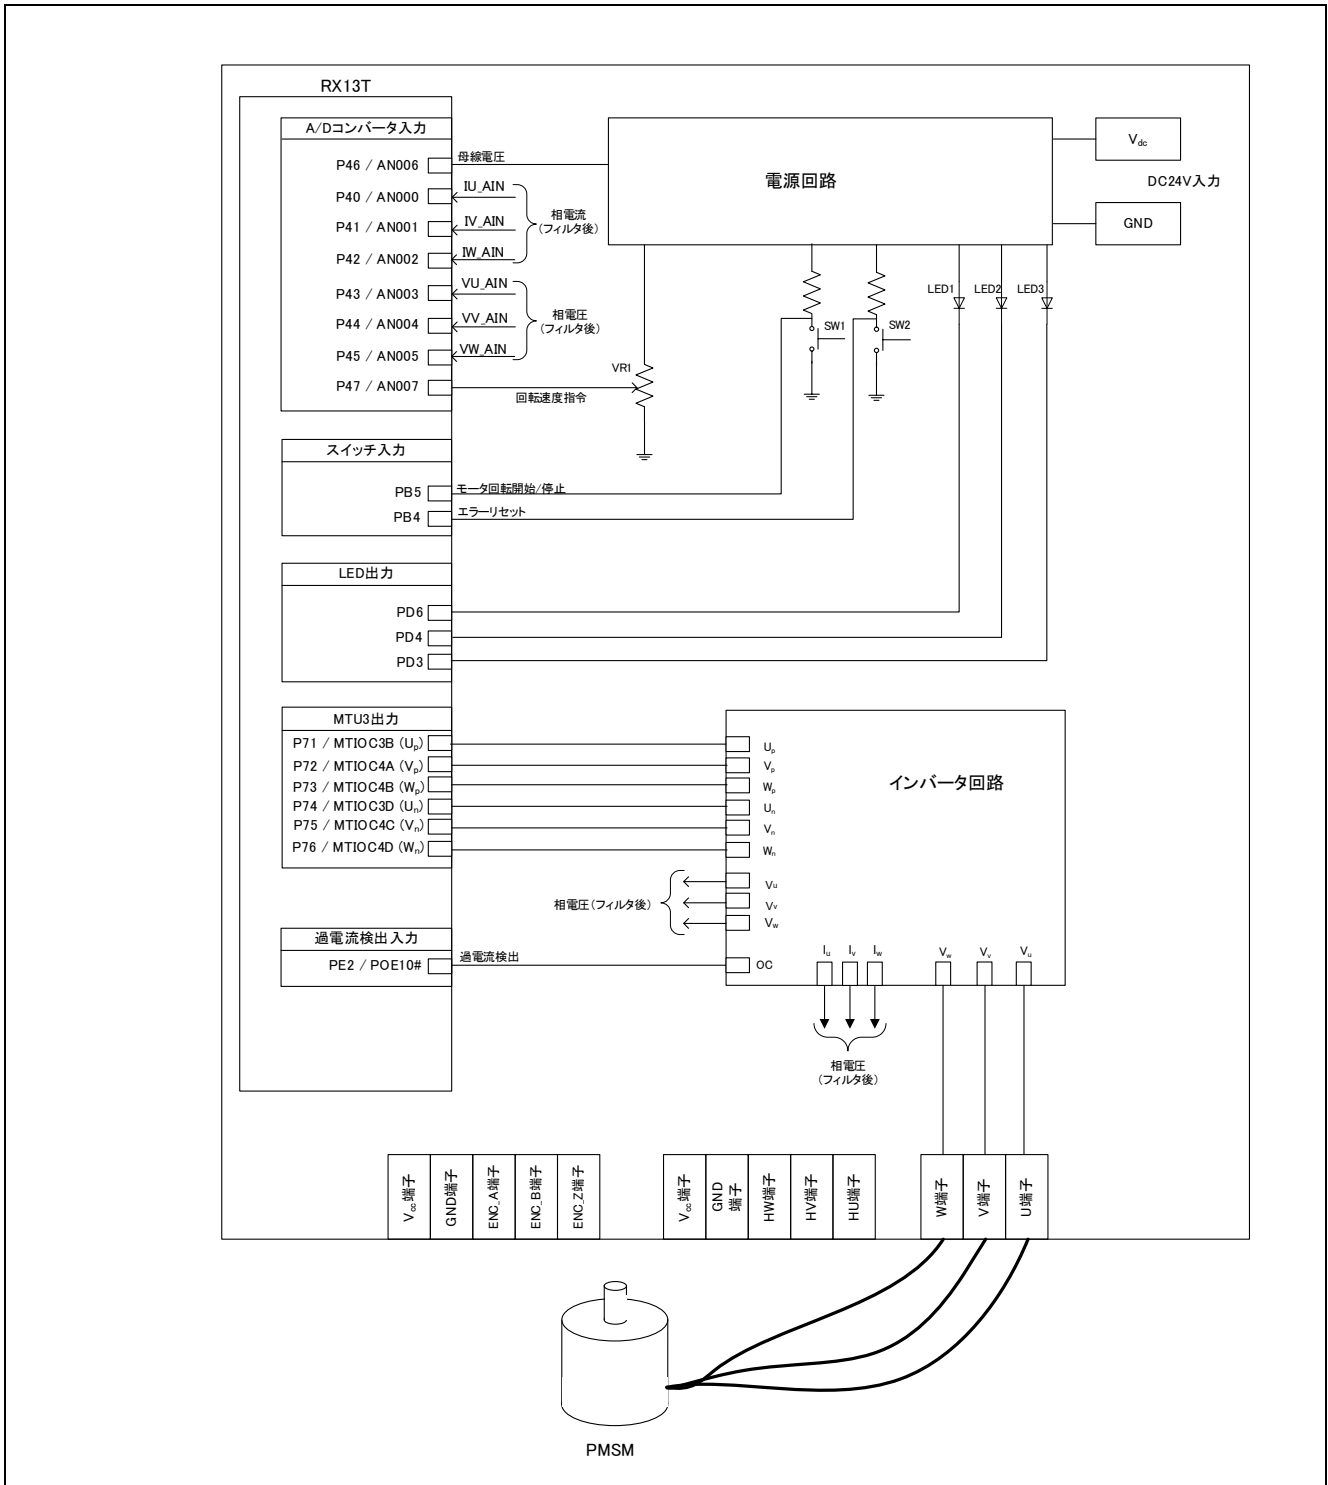 RX13T
A/Dコンバータ入力
P46 / AN006
P40 / AN000
P41 / AN001
P42 / AN002
P43 / AN003
P44 / AN004
P45 / AN005
P47 / AN007
母線電圧
IU_AIN
IV_AIN
IW_AIN
相電流
(フィルタ後)
VU_AIN
VV_AIN
VW_AIN
相電圧
(フィルタ後)
回転速度指令
VR1
電源回路
Vdc
DC24V入力
GND
SW1
SW2
LED1
LED2
LED3
スイッチ入力
PB5
PB4
モータ回転開始/停止
エラーリセット
LED出力
PD6
PD4
PD3
MTU3出力
P71 / MTIOC3B (Up)
P72 / MTIOC4A (Vp)
P73 / MTIOC4B (Wp)
P74 / MTIOC3D (Un)
P75 / MTIOC4C (Vn)
P76 / MTIOC4D (Wn)
インバータ回路
Up
Vp
Wp
Un
Vn
Wn
Vu
Vv
Vw
相電圧(フィルタ後)
OC
過電流検出入力
PE2 / POE10#
過電流検出
Iu
Iv
Iw
Vw
Vv
Vu
相電圧
(フィルタ後)
Vcc端子
GND端子
ENC_A端子
ENC_B端子
ENC_Z端子
Vcc端子
GND
端子
HW端子
HV端子
HU端子
W端子
V端子
U端子
PMSM